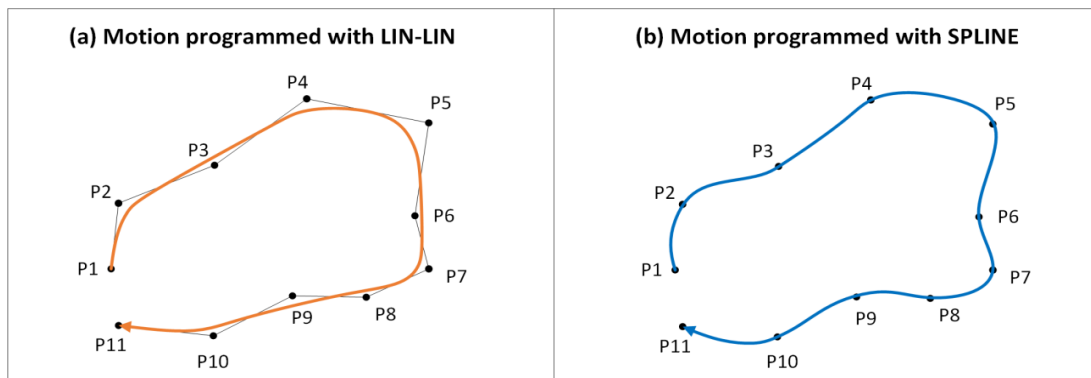 (a) Motion programmed with LIN-LIN
P4
P5
P3
P2
P6
P1
P7
P9
P8
P11
P10
(b) Motion programmed with SPLINE
P4
P5
P3
P2
P6
P1
P7
P9
P8
P11
P10